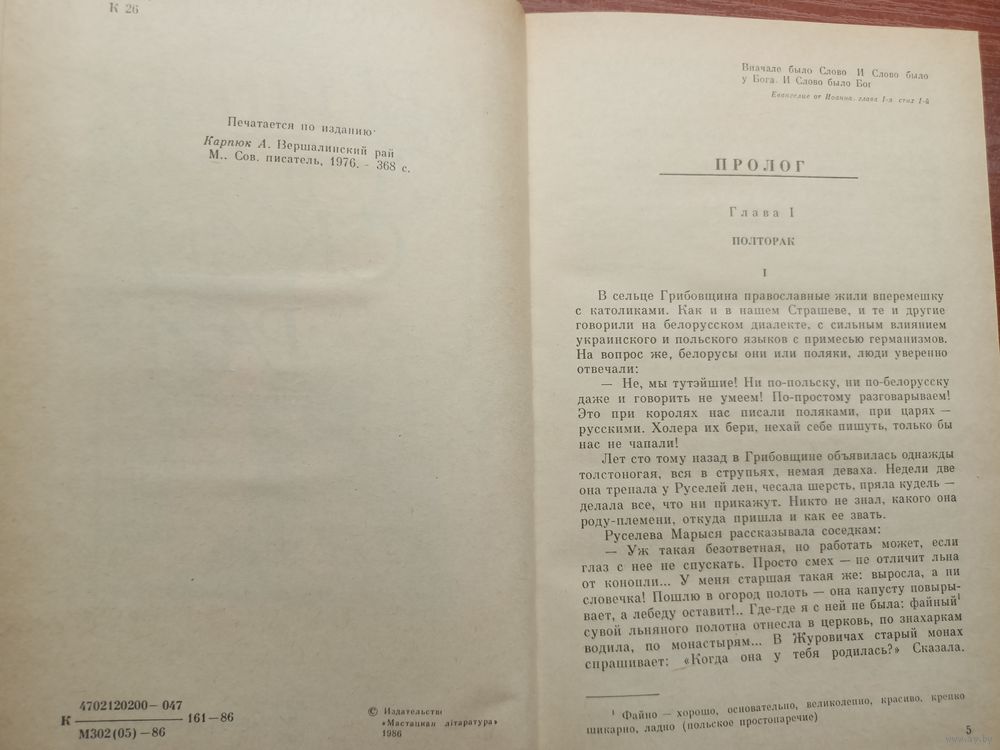 К 26
Печатается по изданию:
Карпюк А. Вершалинский рай
М., Сов. писатель, 1976. - 368 с.
4702120200—047
К 161—86
М302(05)—86
© Издательство
«Мастацкая літаратура»
1986
Вначале было Слово И Слово было
у Бога. И Слово было Бог
Евангелие от Иоанна, глава 1-я стих 1-й
ПРОЛОГ
Глава I
ПОЛТОРАК
I
В сельце Грибовщина православные жили вперемешку
с католиками. Как и в нашем Страшеве, и те и другие
говорили на белорусском диалекте, с сильным влиянием
украинского и польского языков с примесью германизмов.
На вопрос же, белорусы они или поляки, люди уверенно
отвечали:
— Не, мы тутэйшие! Ни по-польску, ни по-белорусску
даже и говорить не умеем! По-простому разговариваем!
Это при королях нас писали поляками, при царях —
русскими. Холера их бери, нехай себе пишуть, только бы
нас не чапали!
Лет сто тому назад в Грибовщине объявилась однажды
толстоногая, вся в струпьях, немая деваха. Недели две
она трепала у Руселей лен, чесала шерсть, пряла кудель —
делала все, что ни прикажут. Никто не знал, какого она
роду-племени, откуда пришла и как ее звать.
Руселева Марыся рассказывала соседкам:
— Уж такая безответная, но работать может, если
глаз с нее не спускать. Просто смех — не отличит льна
от конопли... У меня старшая такая же: выросла, а ни
словечка! Пошлю в огород полоть — она капусту повыры-
вает, а лебеду оставит!.. Где-где я с ней не была: файный¹
сувой льняного полотна отнесла в церковь, по знахаркам
водила, по монастырям... В Журовичах старый монах
спрашивает: «Когда она у тебя родилась?» Сказала.
¹ Файно — хорошо, основательно, великолепно, красиво, крепко
шикарно, ладно (польское просторечие)
5
www.ay.by